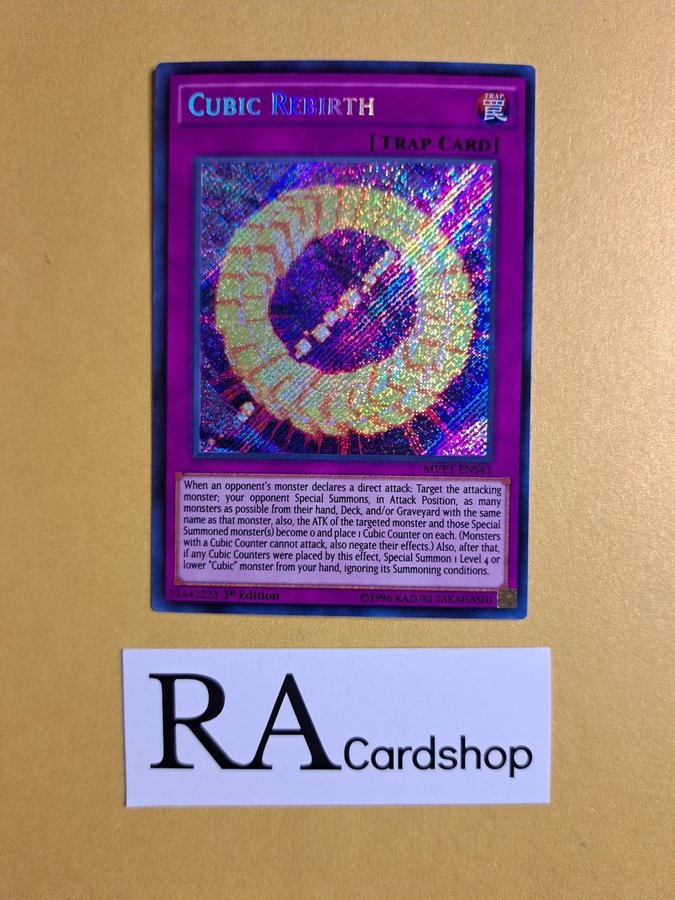 CUBIC REBIRTH
TRAP
罠
[TRAP CARD]
MVP1-ENS43
When an opponent's monster declares a direct attack: Target the attacking
monster; your opponent Special Summons, in Attack Position, as many
monsters as possible from their hand, Deck, and/or Graveyard with the same
name as that monster, also, the ATK of the targeted monster and those Special
Summoned monster(s) become 0 and place 1 Cubic Counter on each. (Monsters
with a Cubic Counter cannot attack, also negate their effects.) Also, after that,
if any Cubic Counters were placed by this effect, Special Summon 1 Level 4 or
lower "Cubic" monster from your hand, ignoring its Summoning conditions.
71442223 1st Edition ©1996 KAZUKI TAKAHASHI
RA Cardshop